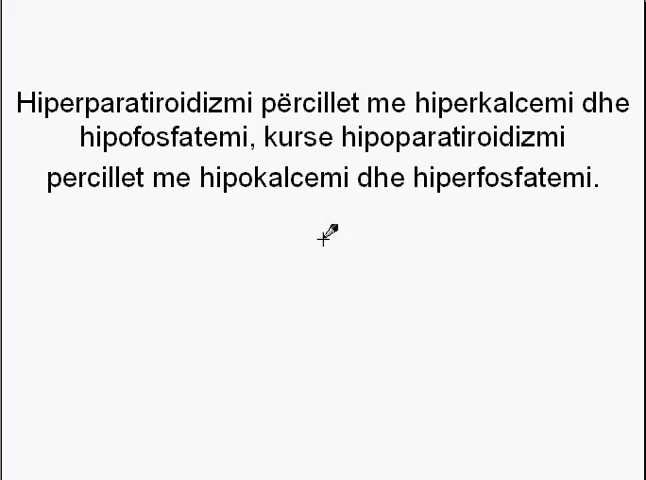 Hiperparatiroidizmi përcillet me hiperkalcemi dhe
hipofosfatemi, kurse hipoparatiroidizmi
percillet me hipokalcemi dhe hiperfosfatemi.